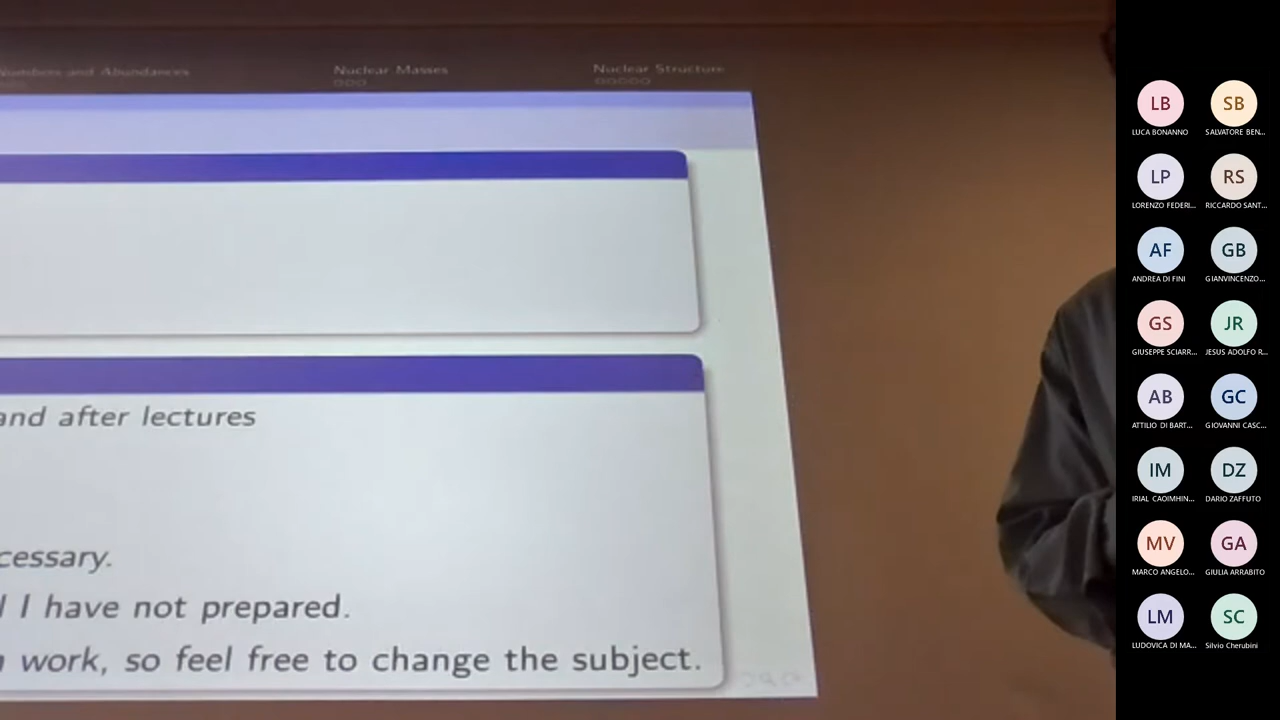 Numbers and Abundances
Nuclear Masses
Nuclear Structure
and after lectures
cessary.
I have not prepared.
work, so feel free to change the subject.
LB
LUCA BONANNO
SB
SALVATORE BEN...
LP
LORENZO FEDERI...
RS
RICCARDO SANT...
AF
ANDREA DI FINI
GB
GIANVINCENZO...
GS
GIUSEPPE SCIARR...
JR
JESUS ADOLFO R...
AB
ATTILIO DI BART...
GC
GIOVANNI CASC...
IM
IRIAL CAOIMHIN...
DZ
DARIO ZAFFUTO
MV
MARCO ANGELO...
GA
GIULIA ARRABITO
LM
LUDOVICA DI MA...
SC
Silvio Cherubini